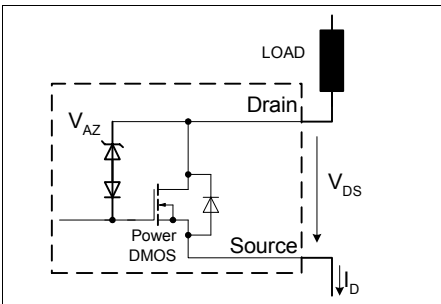 LOAD
Drain
V_AZ
V_DS
Power
DMOS
Source
I_D